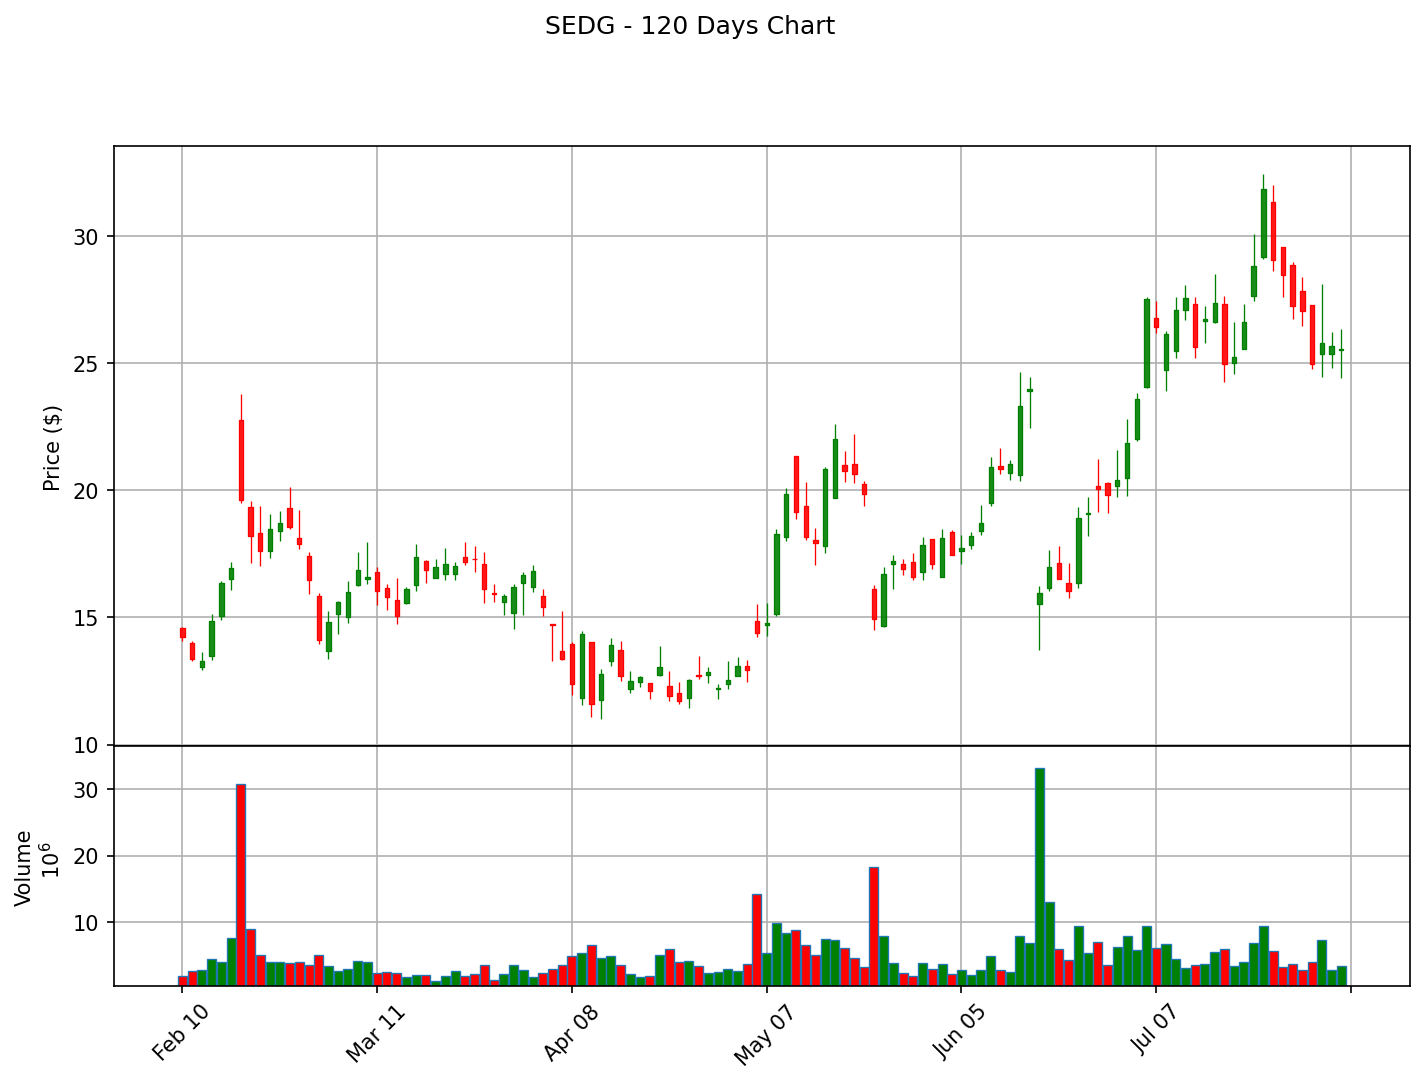 SEDG - 120 Days Chart
Price ($)
30
25
20
15
10
Volume
10⁶
30
20
10
Feb 10
Mar 11
Apr 08
May 07
Jun 05
Jul 07